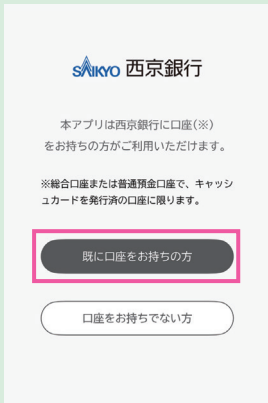 SAIKYO 西京銀行
本アプリは西京銀行に口座(※)
をお持ちの方がご利用いただけます。
※総合口座または普通預金口座で、キャッシ
ュカードを発行済の口座に限ります。
既に口座をお持ちの方
口座をお持ちでない方